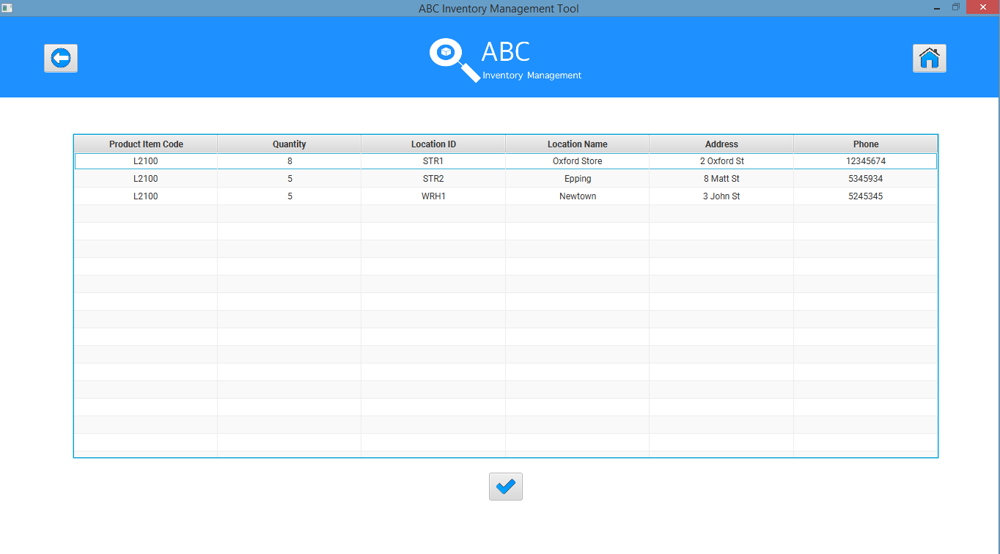 ABC Inventory Management Tool
ABC
Inventory Management
Product Item Code Quantity Location ID Location Name Address Phone
L2100 8 STR1 Oxford Store 2 Oxford St 12345674
L2100 5 STR2 Epping 8 Matt St 5345934
L2100 5 WRH1 Newtown 3 John St 5245345